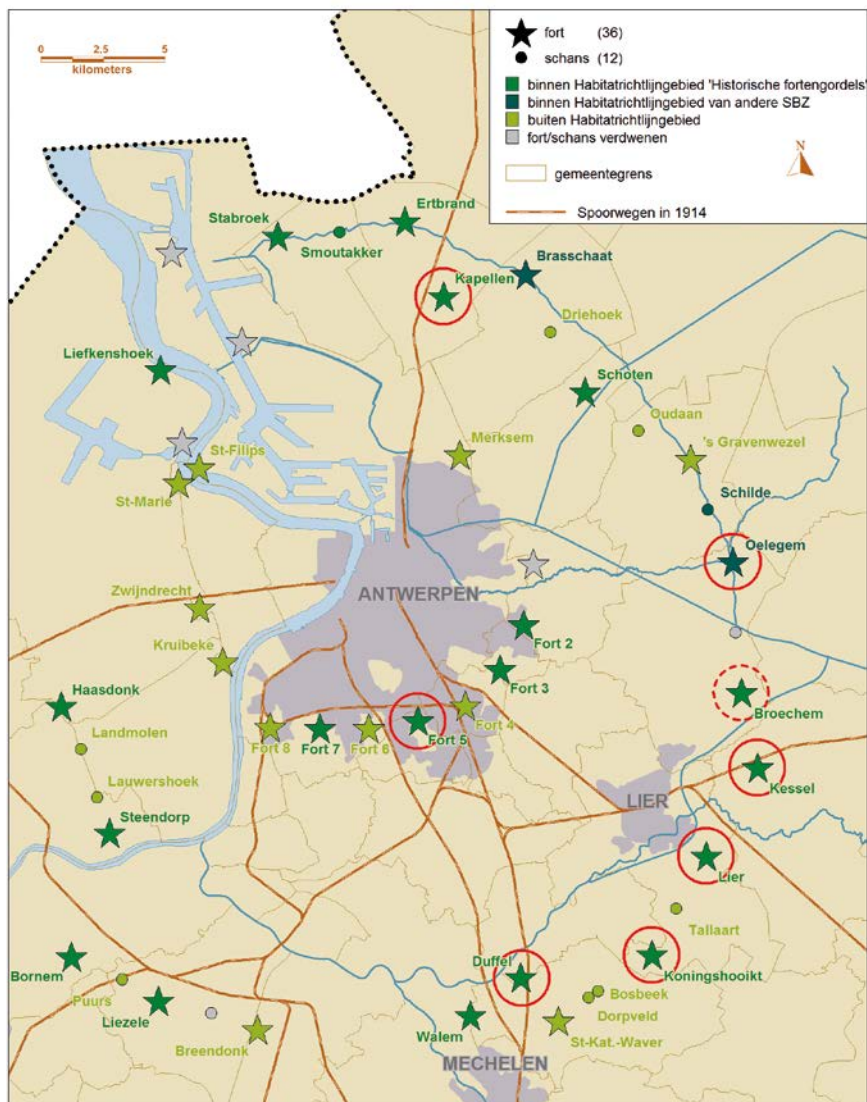 0 2.5 5
kilometers
fort (36)
schans (12)
binnen Habitatrichtlijngebied 'Historische fortengordels'
binnen Habitatrichtlijngebied van andere SBZ
buiten Habitatrichtlijngebied
fort/schans verdwenen
gemeentegrens
N
Spoorwegen in 1914
Ertbrand
Stabroek
Smoutakker
Brasschaat
Kapellen
Driehoek
Liefkenshoek
Schoten
Oudaan
's Gravenwezel
Merksem
St-Filips
St-Marie
Schilde
Oelegem
ANTWERPEN
Zwijndrecht
Fort 2
Kruibeke
Fort 3
Haasdonk
Broechem
Fort 4
Landmolen
Fort 8
Fort 7
Fort 6
Fort 5
Kessel
Lauwershoek
LIER
Steendorp
Lier
Tallaart
Bornem
Duffel
Koningshooikt
Puurs
Bosbeek
Liezele
Dorpveld
Walem
St-Kat.-Waver
Breendonk
MECHELEN